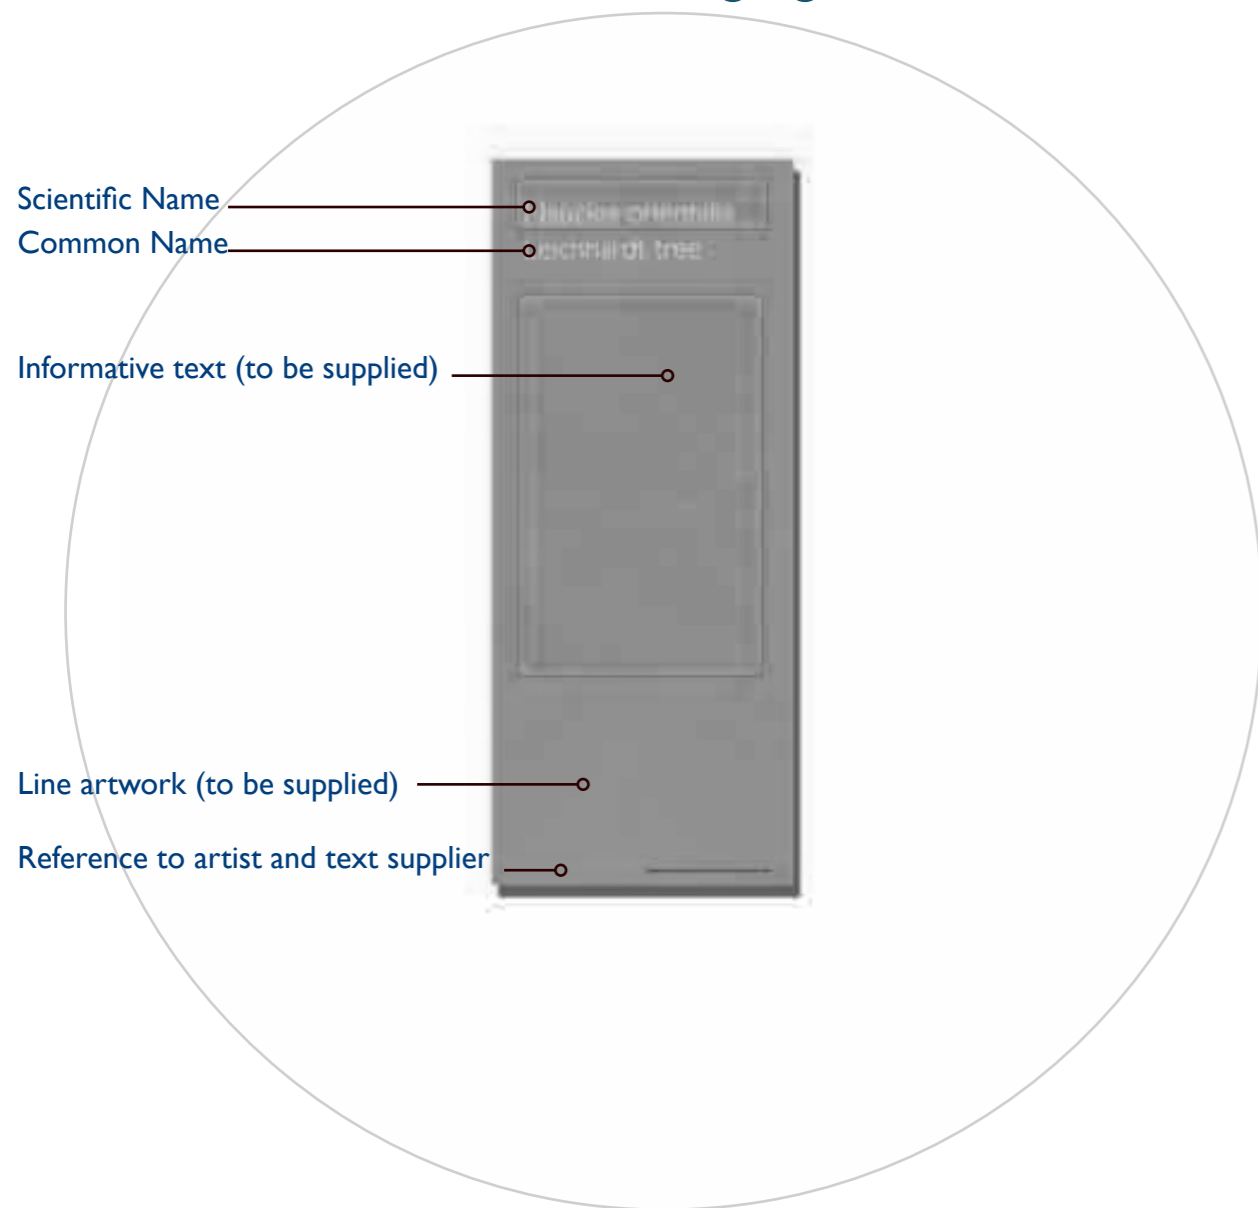 Scientific Name
Common Name
tree
Informative text (to be supplied)
Line artwork (to be supplied)
Reference to artist and text supplier